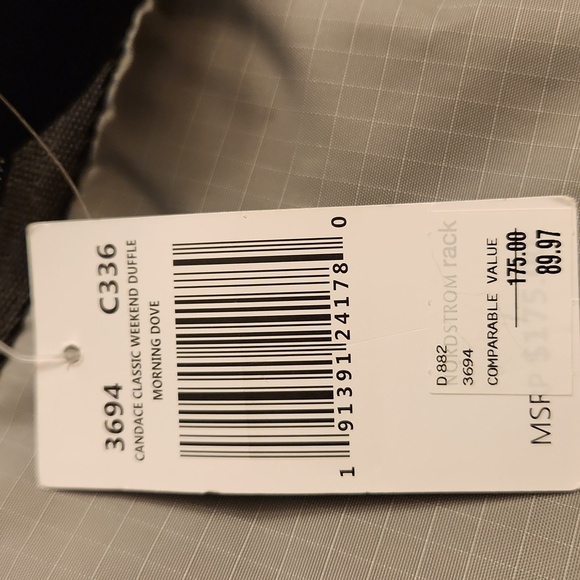 3694 C336
CANDACE CLASSIC WEEKEND DUFFLE
MORNING DOVE
1 91391 24178 0
NORDSTROM rack
D882
3694
COMPARABLE VALUE
175.00
89.97
MSRP $175